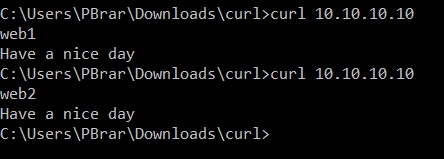 C:\Users\PBrar\Downloads\curl>curl 10.10.10.10
web1
Have a nice day
C:\Users\PBrar\Downloads\curl>curl 10.10.10.10
web2
Have a nice day
C:\Users\PBrar\Downloads\curl>